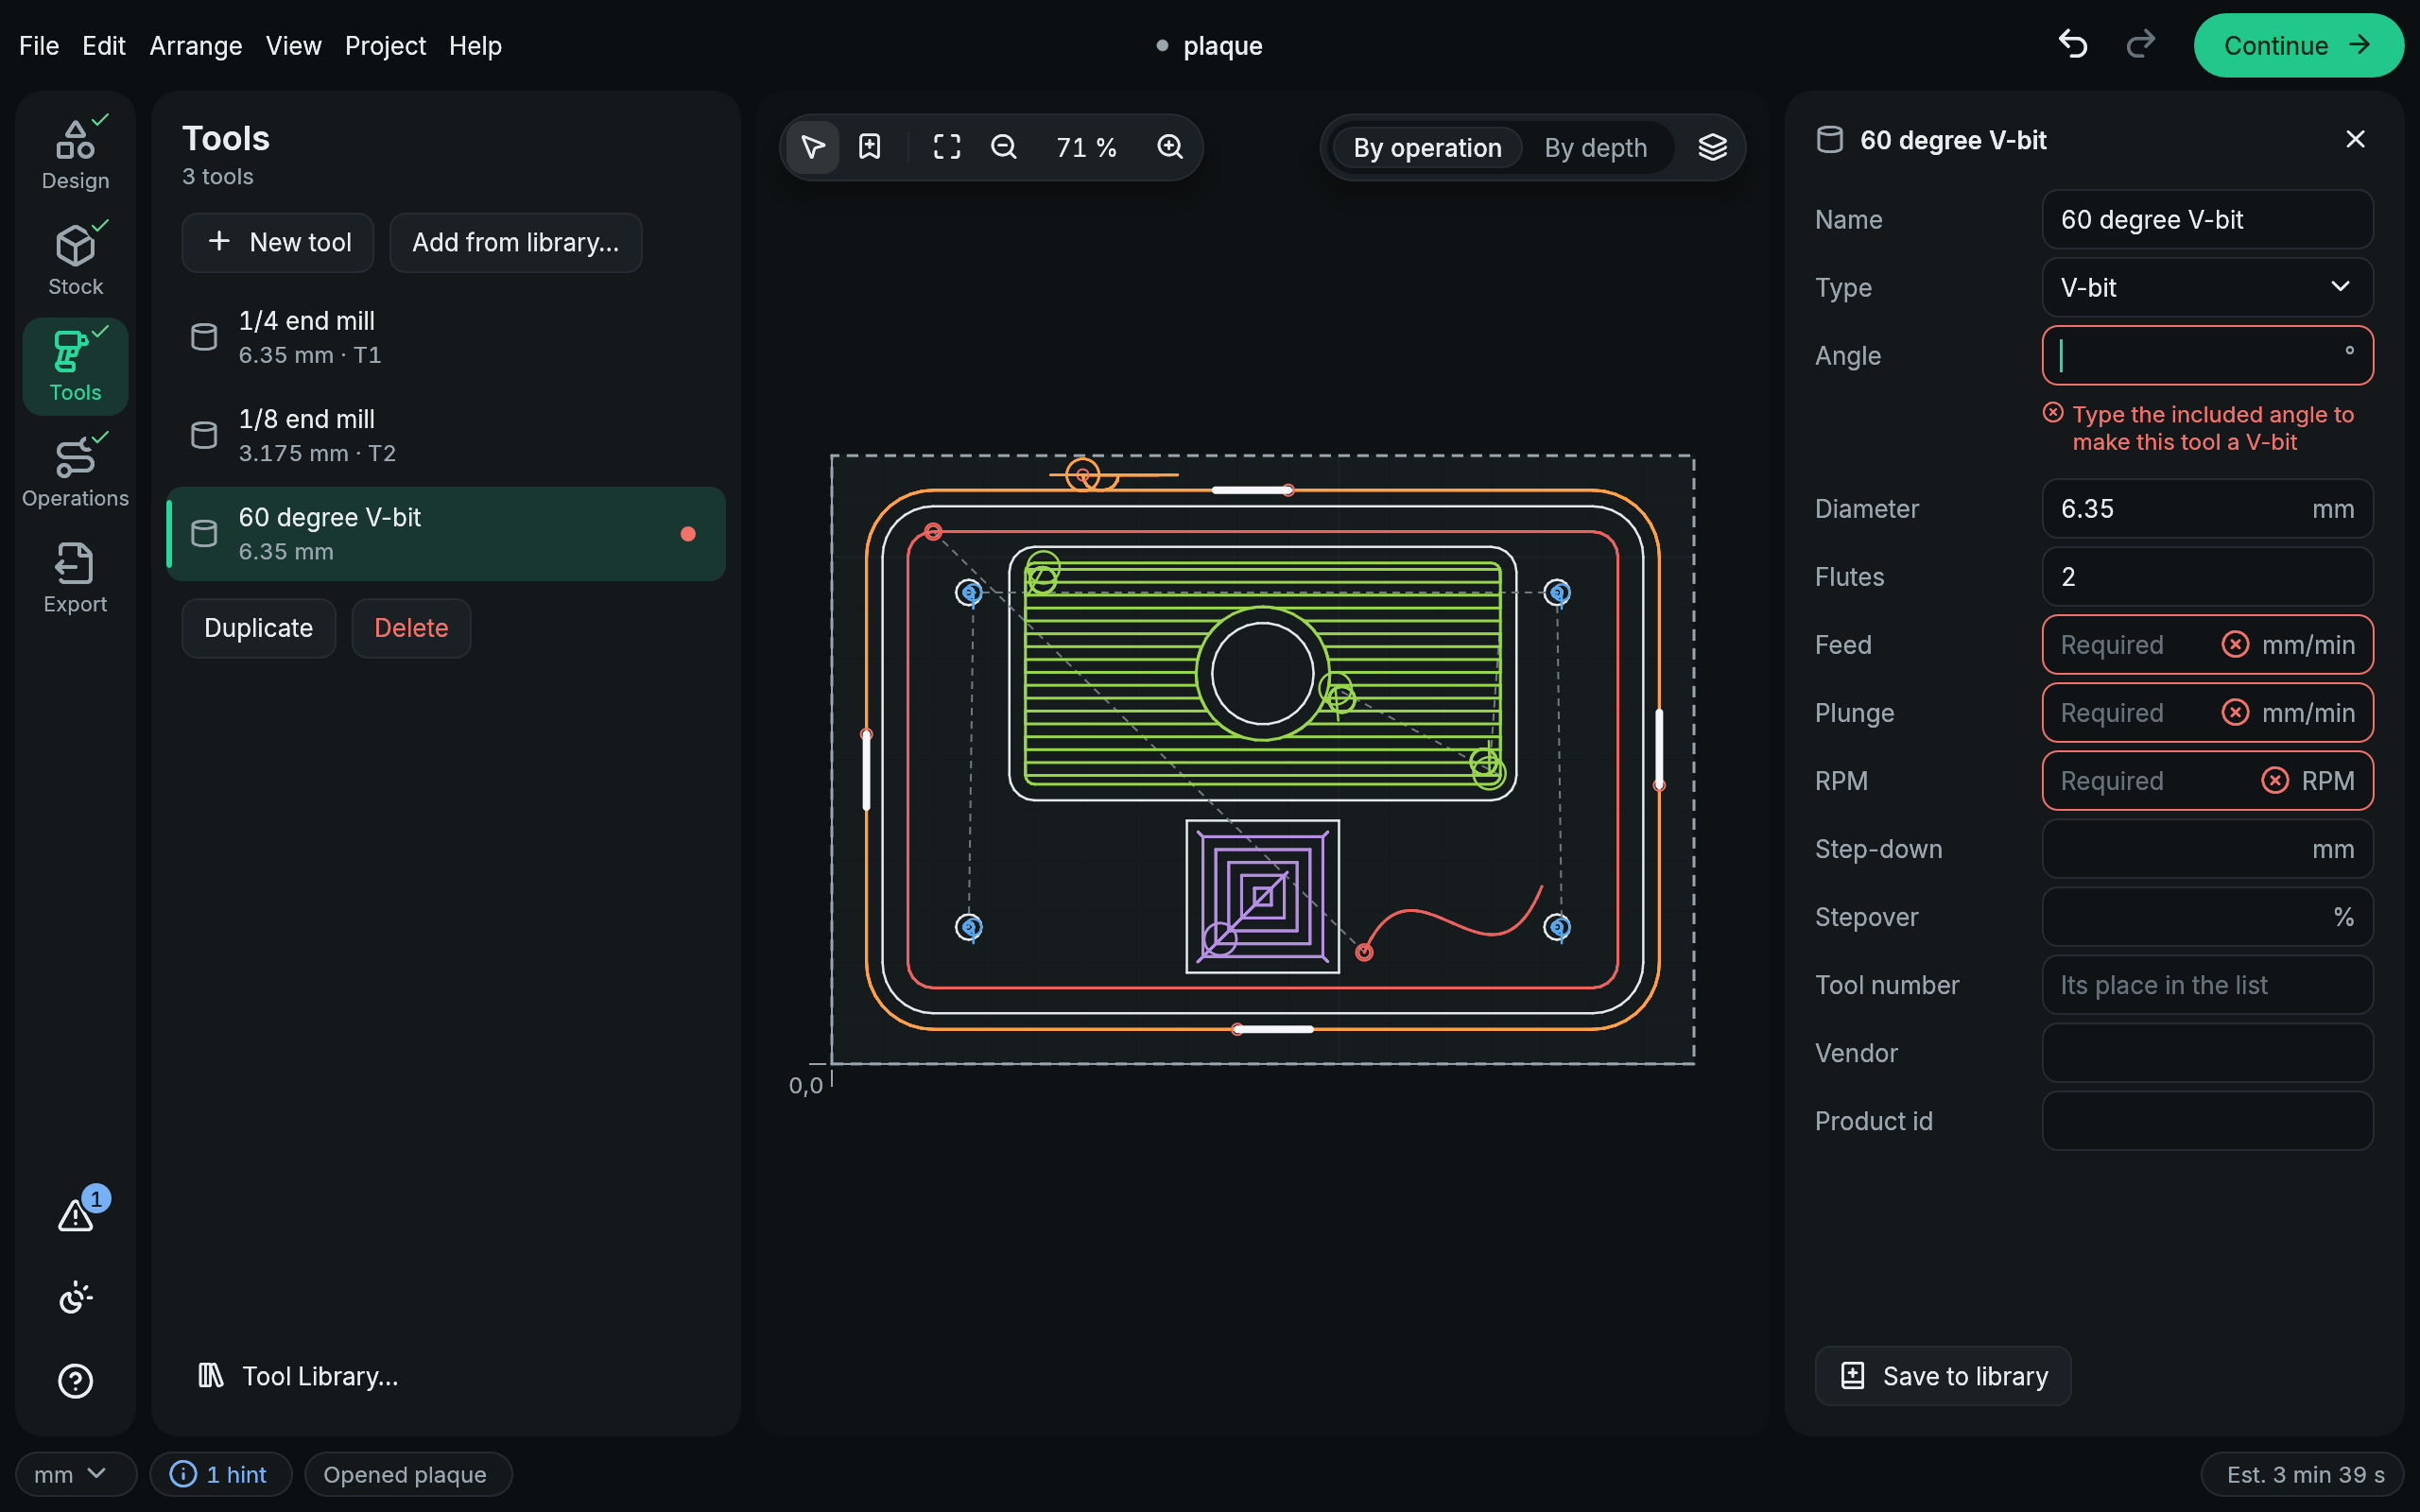 File Edit Arrange View Project Help
plaque
Continue
Design
Stock
Tools
Operations
Export
1
Tools
3 tools
New tool
Add from library...
1/4 end mill
6.35 mm · T1
1/8 end mill
3.175 mm · T2
60 degree V-bit
6.35 mm
Duplicate
Delete
Tool Library...
71 %
By operation
By depth
0,0
60 degree V-bit
Name
60 degree V-bit
Type
V-bit
Angle
°
Type the included angle to
make this tool a V-bit
Diameter
6.35 mm
Flutes
2
Feed
Required mm/min
Plunge
Required mm/min
RPM
Required RPM
Step-down
mm
Stepover
%
Tool number
Its place in the list
Vendor
Product id
Save to library
mm
1 hint
Opened plaque
Est. 3 min 39 s